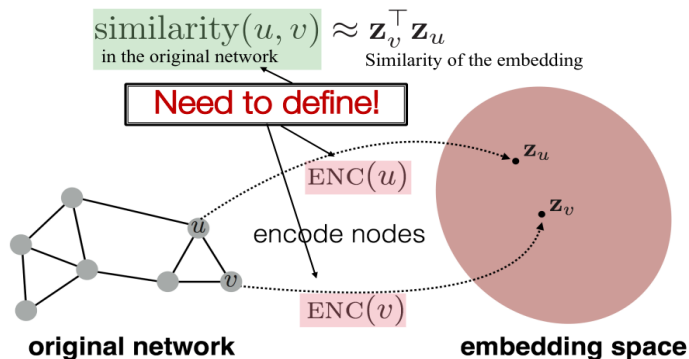 similarity(u, v) ≈ z_v^⊤ z_u
in the original network
Similarity of the embedding
Need to define!
z_u
ENC(u)
z_v
u
encode nodes
v
ENC(v)
original network
embedding space